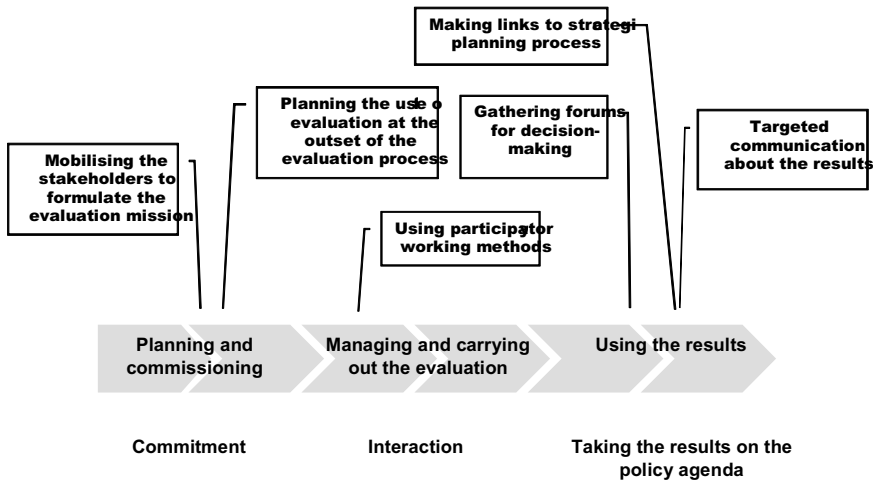 Making links to strategic
planning process
Planning the use of
evaluation at the
outset of the
evaluation process
Gathering forums
for decision-
making
Targeted
communication
about the results
Mobilising the
stakeholders to
formulate the
evaluation mission
Using participatory
working methods
Planning and
commissioning
Managing and carrying
out the evaluation
Using the results
Commitment
Interaction
Taking the results on the
policy agenda